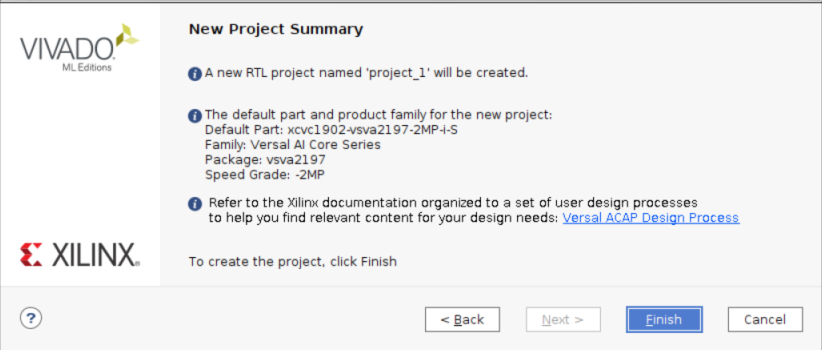 VIVADO.
ML Editions
New Project Summary
A new RTL project named 'project_1' will be created.
The default part and product family for the new project:
Default Part: xcvc1902-vsva2197-2MP-i-S
Family: Versal AI Core Series
Package: vsva2197
Speed Grade: -2MP
Refer to the Xilinx documentation organized to a set of user design processes
to help you find relevant content for your design needs: Versal ACAP Design Process
XILINX®
To create the project, click Finish
?
< Back
Next >
Finish
Cancel